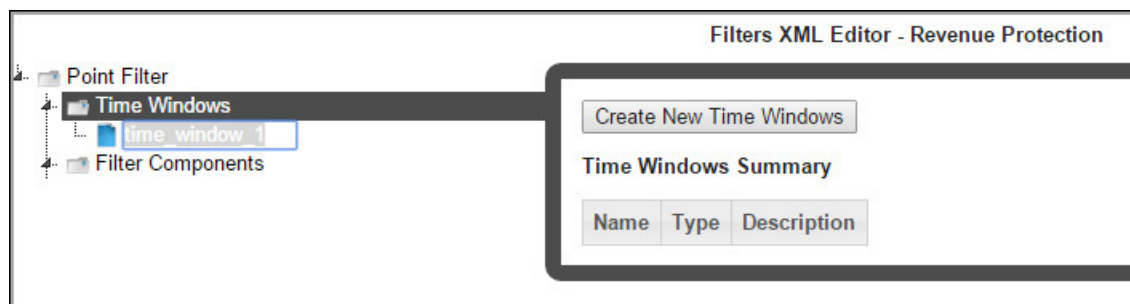 Filters XML Editor - Revenue Protection
Point Filter
Time Windows
time_window_1
Filter Components
Create New Time Windows
Time Windows Summary
Name Type Description